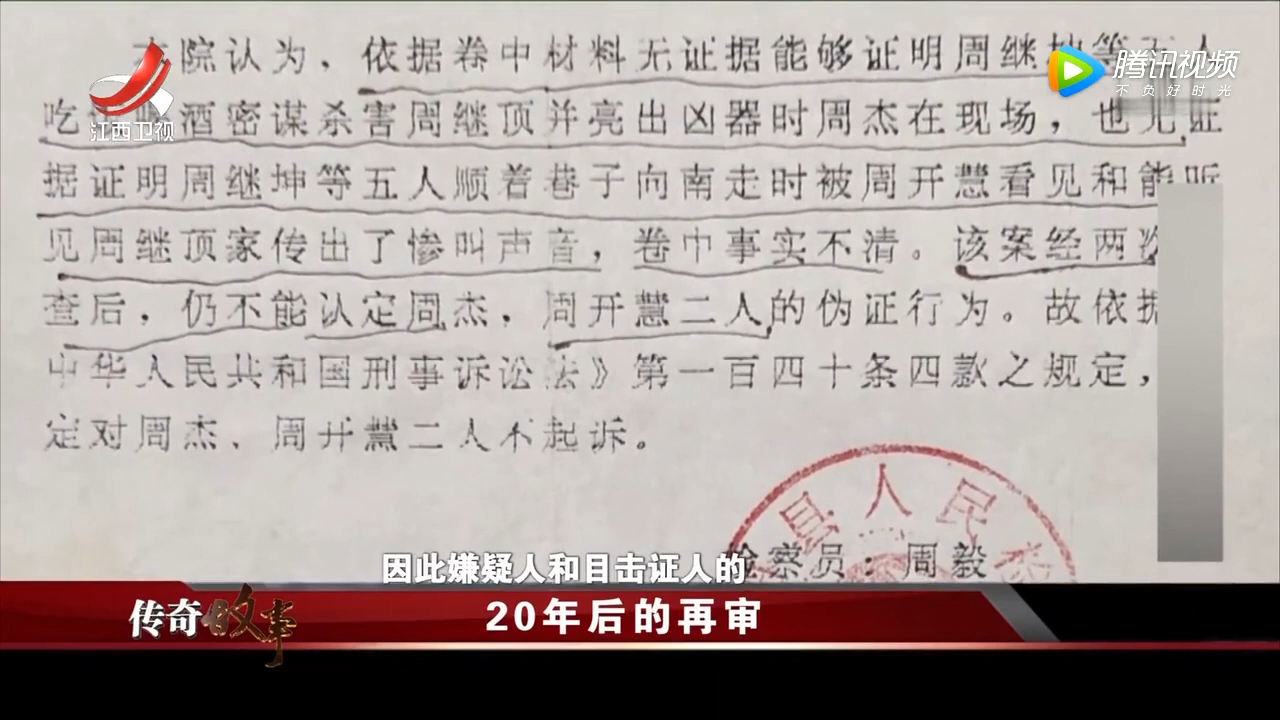 院认为，依据卷中材料无证据能够证明周继坤等五人
腾讯视频
不负好时光
江西卫视
吃 酒密谋杀害周继顶并亮出凶器时周杰在现场，也无证
据证明周继坤等五人顺着巷子向南走时被周开慧看见和能听
见周继顶家传出了惨叫声音，卷中事实不清。该案经两
查后，仍不能认定周杰，周开慧二人的伪证行为。故依据
中华人民共和国刑事诉讼法》第一百四十条四款之规定，
定对周杰、周开慧二人不起诉。
县人民检
检察员：周毅
因此嫌疑人和目击证人的
传奇故事
20年后的再审